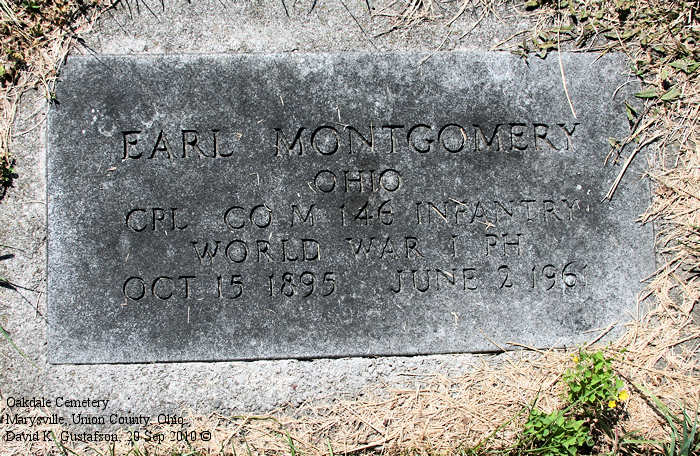 EARL MONTGOMERY
OHIO
CPL CO M 146 INFANTRY
WORLD WAR I PH
OCT 15 1895 JUNE 2 1961
Oakdale Cemetery
Marysville, Union County, Ohio
David K. Gustafson, 20 Sep 2010 ©